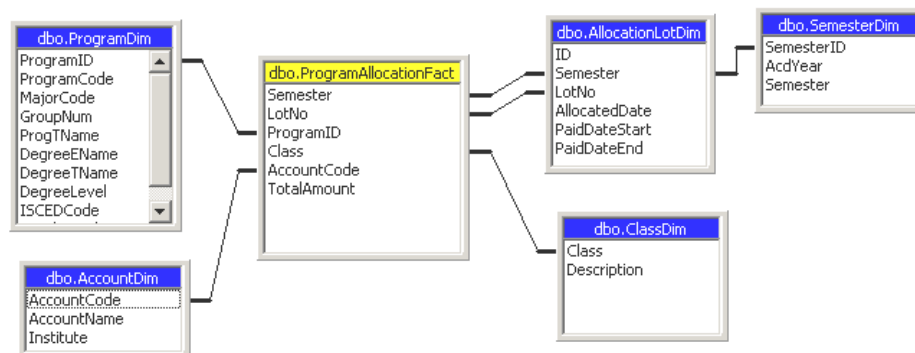 dbo.ProgramDim
ProgramID
ProgramCode
MajorCode
GroupNum
ProgTName
DegreeEName
DegreeTName
DegreeLevel
ISCEDCode
dbo.AccountDim
AccountCode
AccountName
Institute
dbo.ProgramAllocationFact
Semester
LotNo
ProgramID
Class
AccountCode
TotalAmount
dbo.AllocationLotDim
ID
Semester
LotNo
AllocatedDate
PaidDateStart
PaidDateEnd
dbo.ClassDim
Class
Description
dbo.SemesterDim
SemesterID
AcdYear
Semester